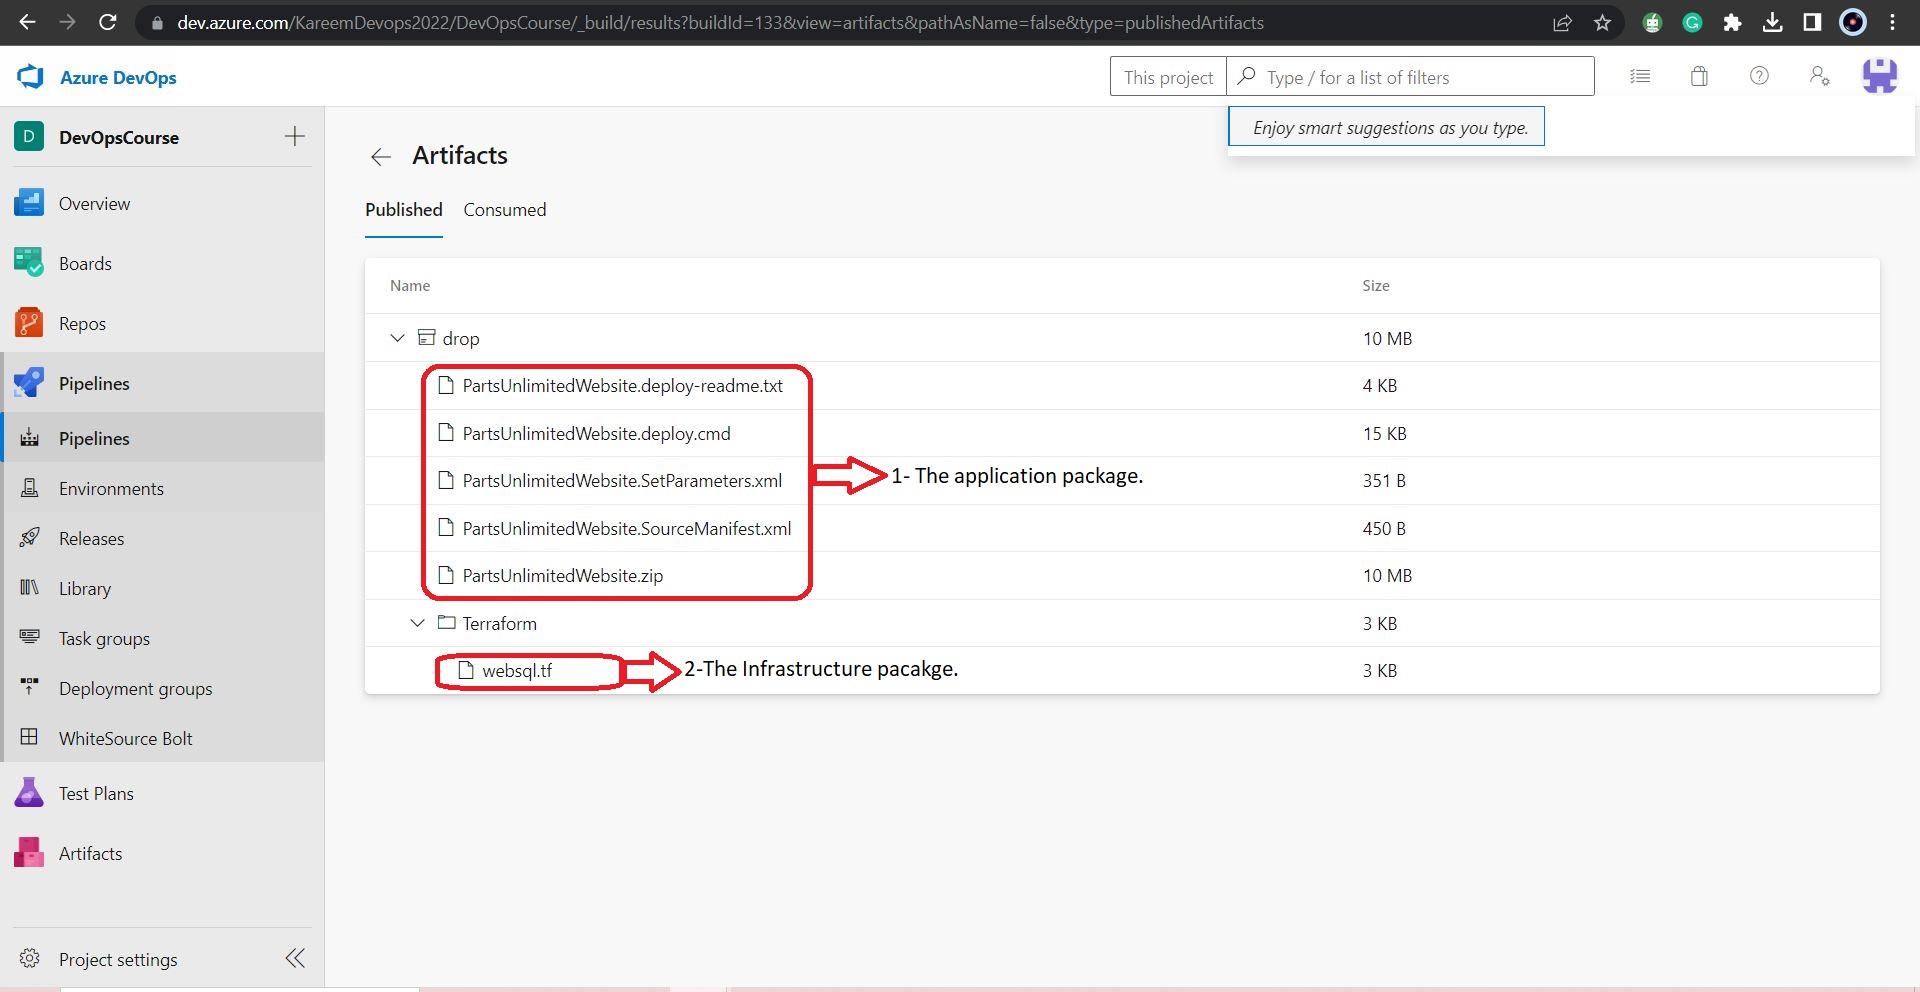 dev.azure.com/KareemDevops2022/DevOpsCourse/_build/results?buildId=133&view=artifacts&pathAsName=false&type=publishedArtifacts
Azure DevOps
This project
Type / for a list of filters
Enjoy smart suggestions as you type.
D
DevOpsCourse
Overview
Boards
Repos
Pipelines
Pipelines
Environments
Releases
Library
Task groups
Deployment groups
WhiteSource Bolt
Test Plans
Artifacts
Project settings
Artifacts
Published Consumed
Name Size
drop 10 MB
PartsUnlimitedWebsite.deploy-readme.txt 4 KB
PartsUnlimitedWebsite.deploy.cmd 15 KB
PartsUnlimitedWebsite.SetParameters.xml 351 B
1- The application package.
PartsUnlimitedWebsite.SourceManifest.xml 450 B
PartsUnlimitedWebsite.zip 10 MB
Terraform 3 KB
websql.tf 3 KB
2-The Infrastructure pacakge.